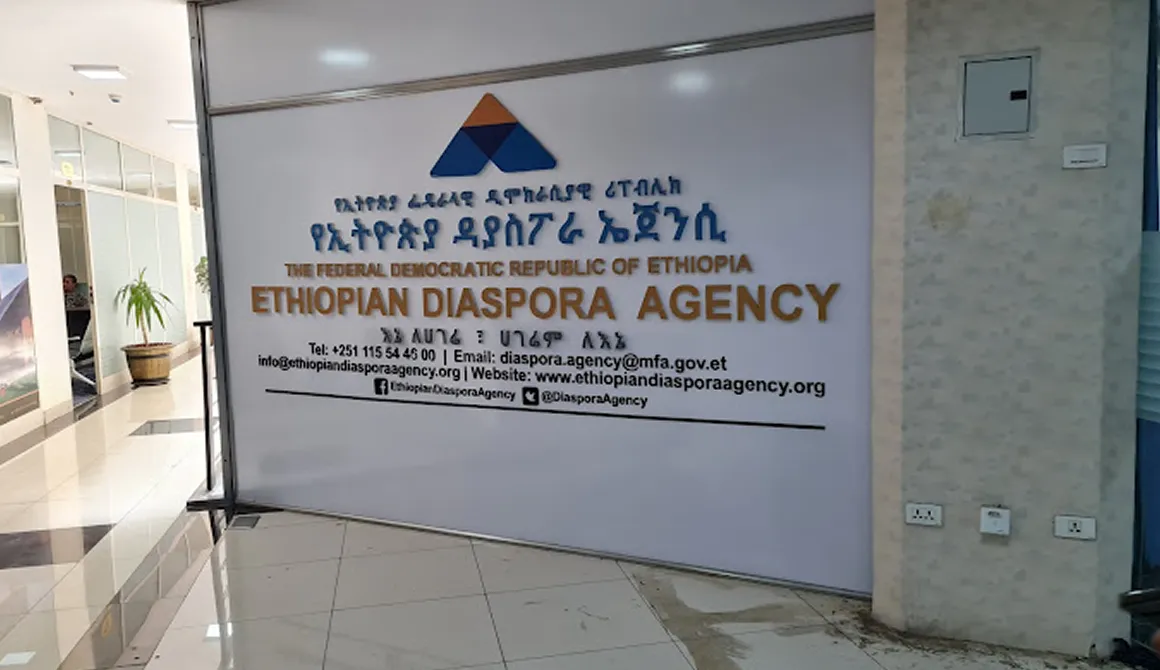 የኢትዮጵያ ፌዴራላዊ ዲሞክራሲያዊ ሪፐብሊክ
የኢትዮጵያ ዳያስፖራ ኤጀንሲ
THE FEDERAL DEMOCRATIC REPUBLIC OF ETHIOPIA
ETHIOPIAN DIASPORA AGENCY
እኔ ለሀገሬ ፣ ሀገሬም ለእኔ
Tel: +251 115 54 46 00 | Email: diaspora.agency@mfa.gov.et
info@ethiopiandiasporaagency.org | Website: www.ethiopiandiasporaagency.org
EthiopianDiasporaAgency @DiasporaAgency